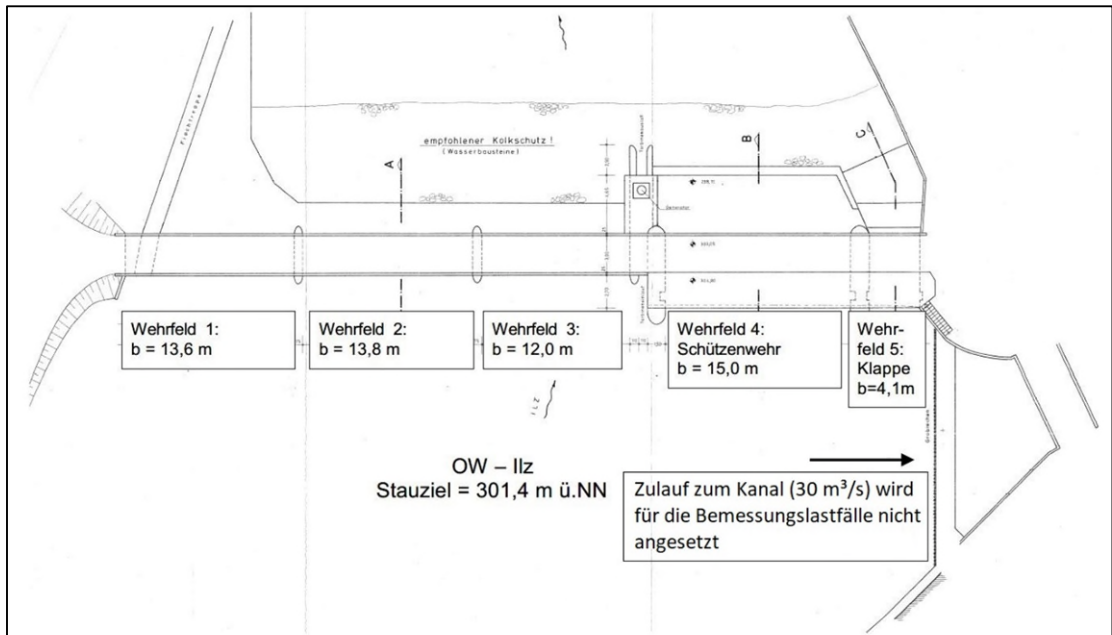 Fischtreppe
empfohlener Kolkschutz !
(Wasserbausteine)
A
B
C
Wehrfeld 1:
b = 13,6 m
Wehrfeld 2:
b = 13,8 m
Wehrfeld 3:
b = 12,0 m
Wehrfeld 4:
Schützenwehr
b = 15,0 m
Wehr-
feld 5:
Klappe
b=4,1m
ILZ
OW – Ilz
Stauziel = 301,4 m ü.NN
Zulauf zum Kanal (30 m³/s) wird
für die Bemessungslastfälle nicht
angesetzt